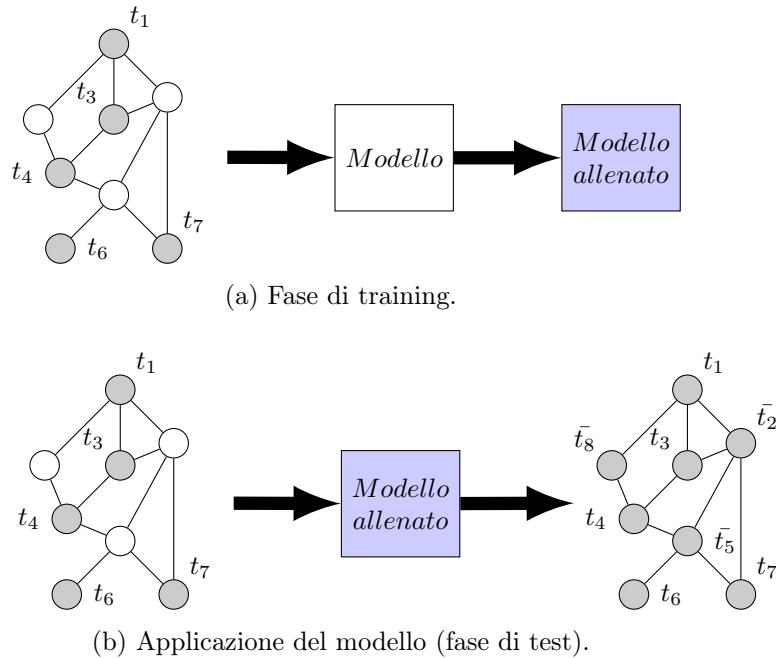 t₁
t₃
t₄
t₆
t₇
Modello
Modello
allenato
(a) Fase di training.
t₁
t₃
t₄
t₆
t₇
Modello
allenato
t₁
t̄₂
t̄₈
t₃
t₄
t̄₅
t₆
t₇
(b) Applicazione del modello (fase di test).